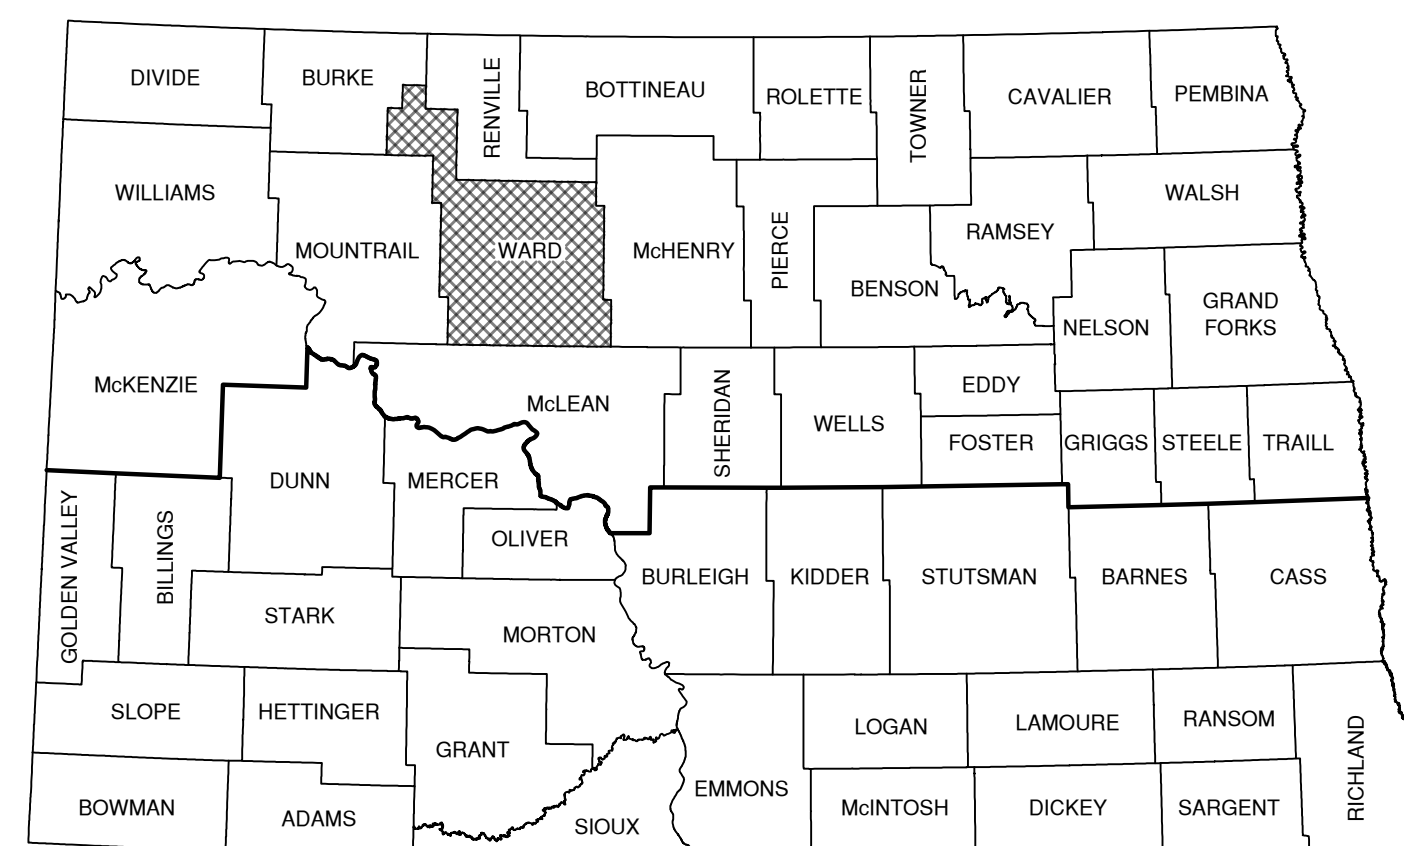 DIVIDE
BURKE
RENVILLE
BOTTINEAU
ROLETTE
TOWNER
CAVALIER
PEMBINA
WILLIAMS
MOUNTRAIL
WARD
McHENRY
PIERCE
BENSON
RAMSEY
WALSH
NELSON
GRAND
FORKS
McKENZIE
McLEAN
SHERIDAN
WELLS
EDDY
FOSTER
GRIGGS
STEELE
TRAILL
DUNN
MERCER
OLIVER
GOLDEN VALLEY
BILLINGS
STARK
MORTON
BURLEIGH
KIDDER
STUTSMAN
BARNES
CASS
SLOPE
HETTINGER
GRANT
LOGAN
LAMOURE
RANSOM
RICHLAND
BOWMAN
ADAMS
SIOUX
EMMONS
McINTOSH
DICKEY
SARGENT